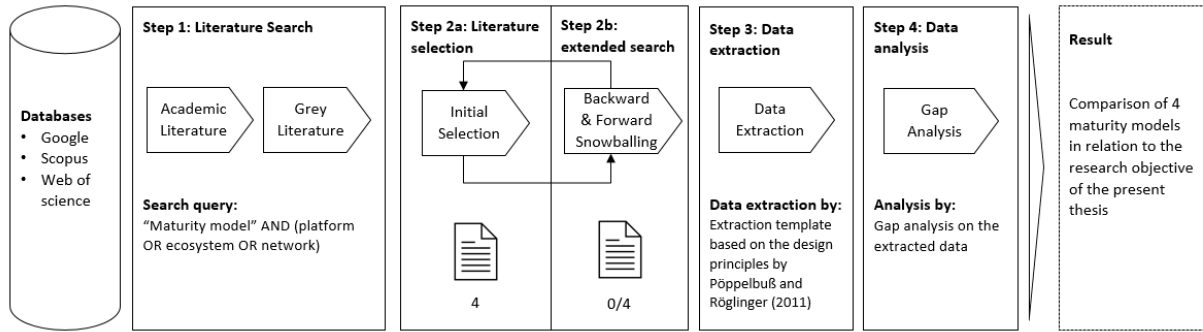 Databases
• Google
• Scopus
• Web of
science
Step 1: Literature Search
Academic
Literature
Grey
Literature
Search query:
“Maturity model” AND (platform
OR ecosystem OR network)
Step 2a: Literature
selection
Initial
Selection
4
Step 2b:
extended search
Backward
& Forward
Snowballing
0/4
Step 3: Data
extraction
Data
Extraction
Data extraction by:
Extraction template
based on the design
principles by
Pöppelbuß and
Röglinger (2011)
Step 4: Data
analysis
Gap
Analysis
Analysis by:
Gap analysis on the
extracted data
Result
Comparison of 4
maturity models
in relation to the
research objective
of the present
thesis